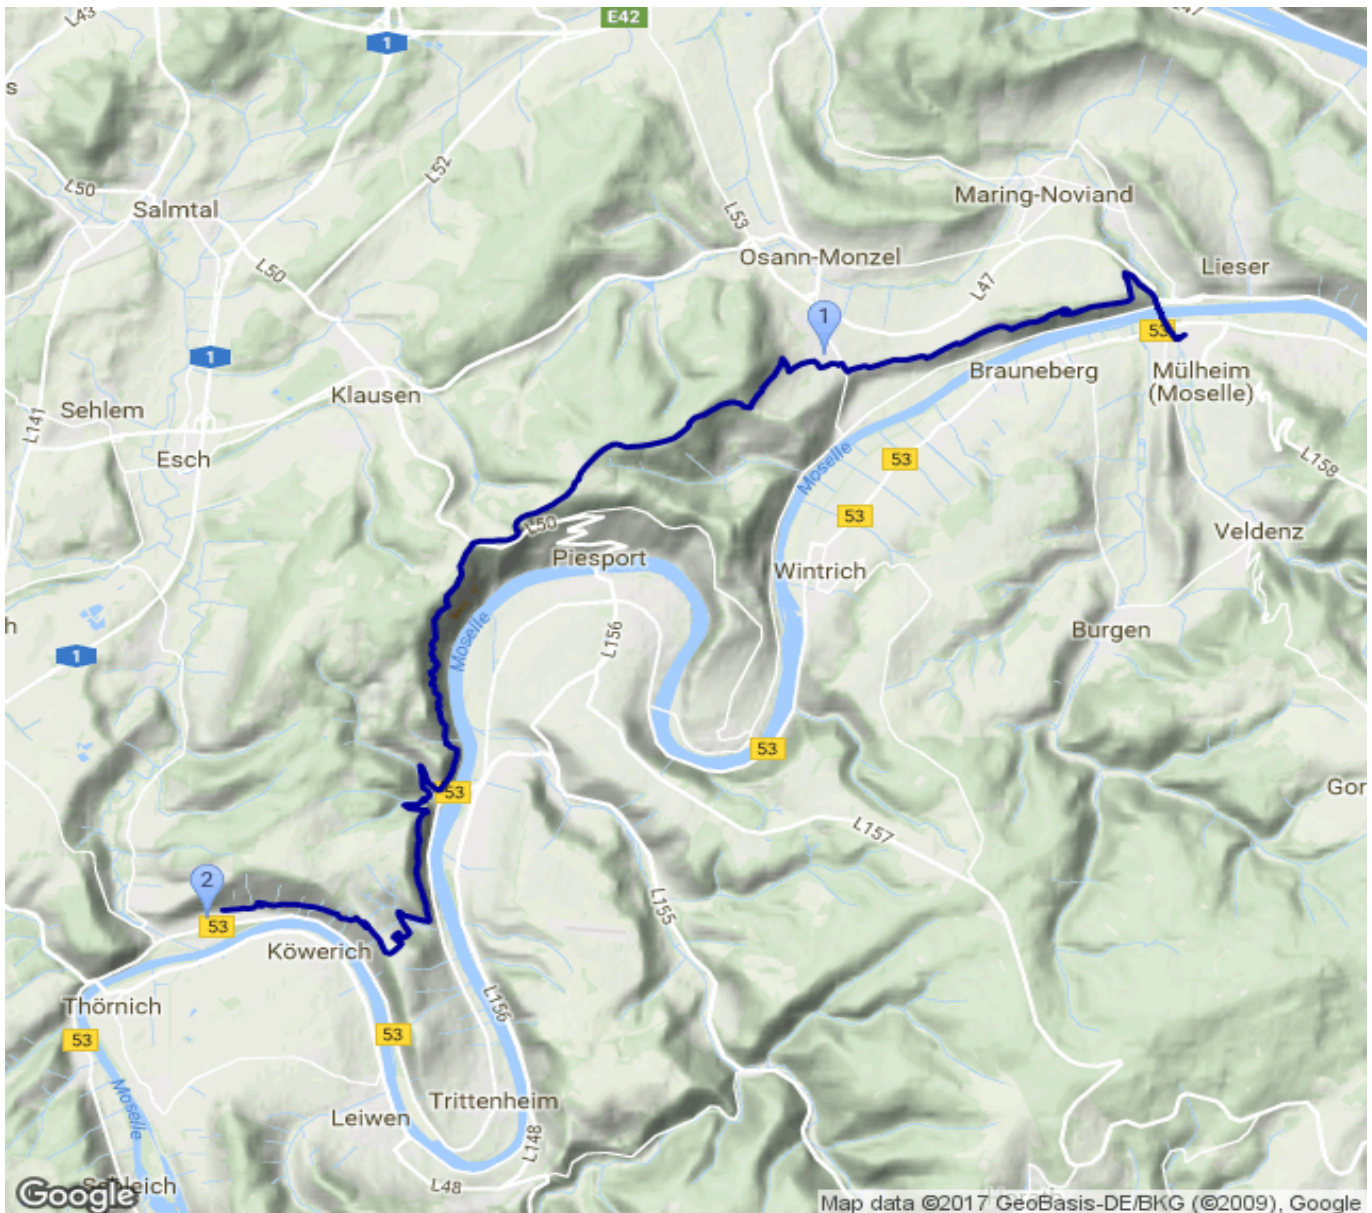 L43
E42
L47
1
s
L52
L50
Salmtal
L53
Maring-Noviand
Osann-Monzel
Lieser
L50
L47
1
53
1
Klausen
Brauneberg
Mülheim
(Moselle)
Sehlem
L141
Esch
Moselle
53
L158
53
L50
Piesport
Wintrich
Veldenz
h
Burgen
L156
Moselle
1
53
53
Gor
L157
2
L155
53
Köwerich
L156
Thörnich
53
53
Moselle
Trittenheim
Leiwen
L148
L48
Schleich
Google
Map data ©2017 GeoBasis-DE/BKG (©2009), Google